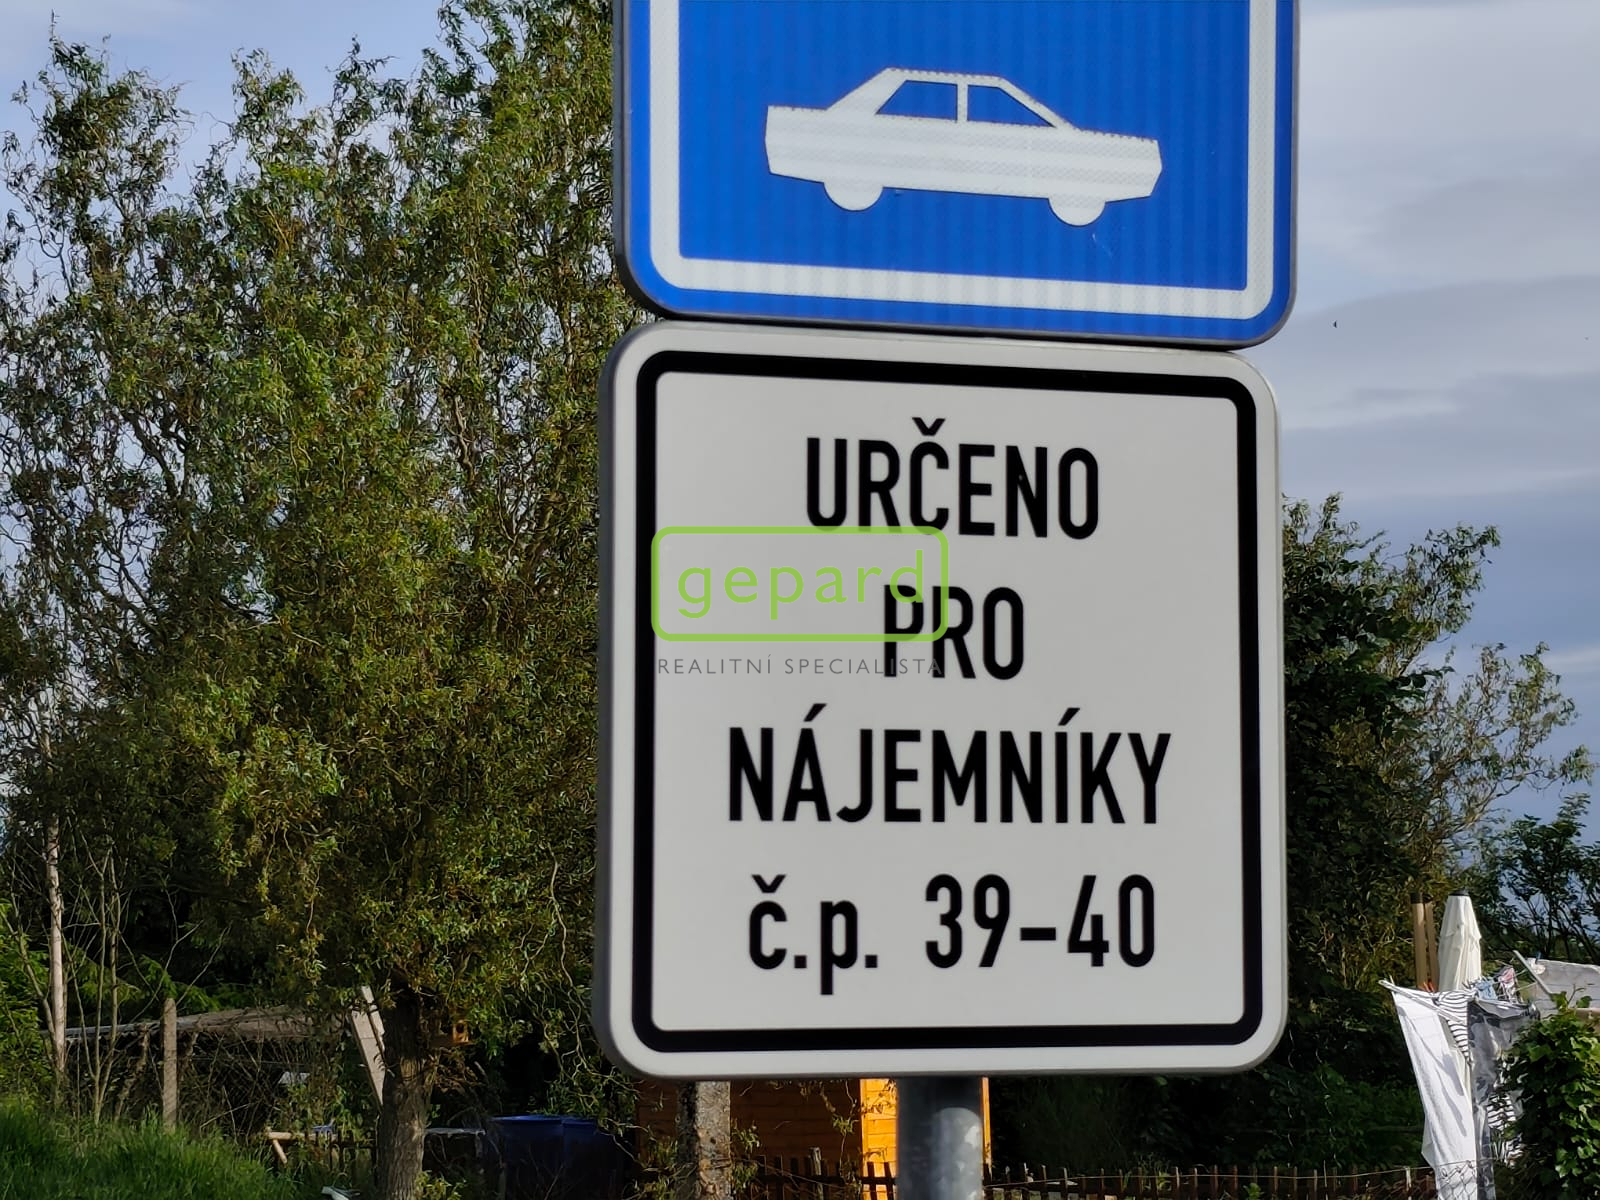 URČENO
gepard
PRO
REALITNÍ SPECIALISTA
NÁJEMNÍKY
č.p. 39-40